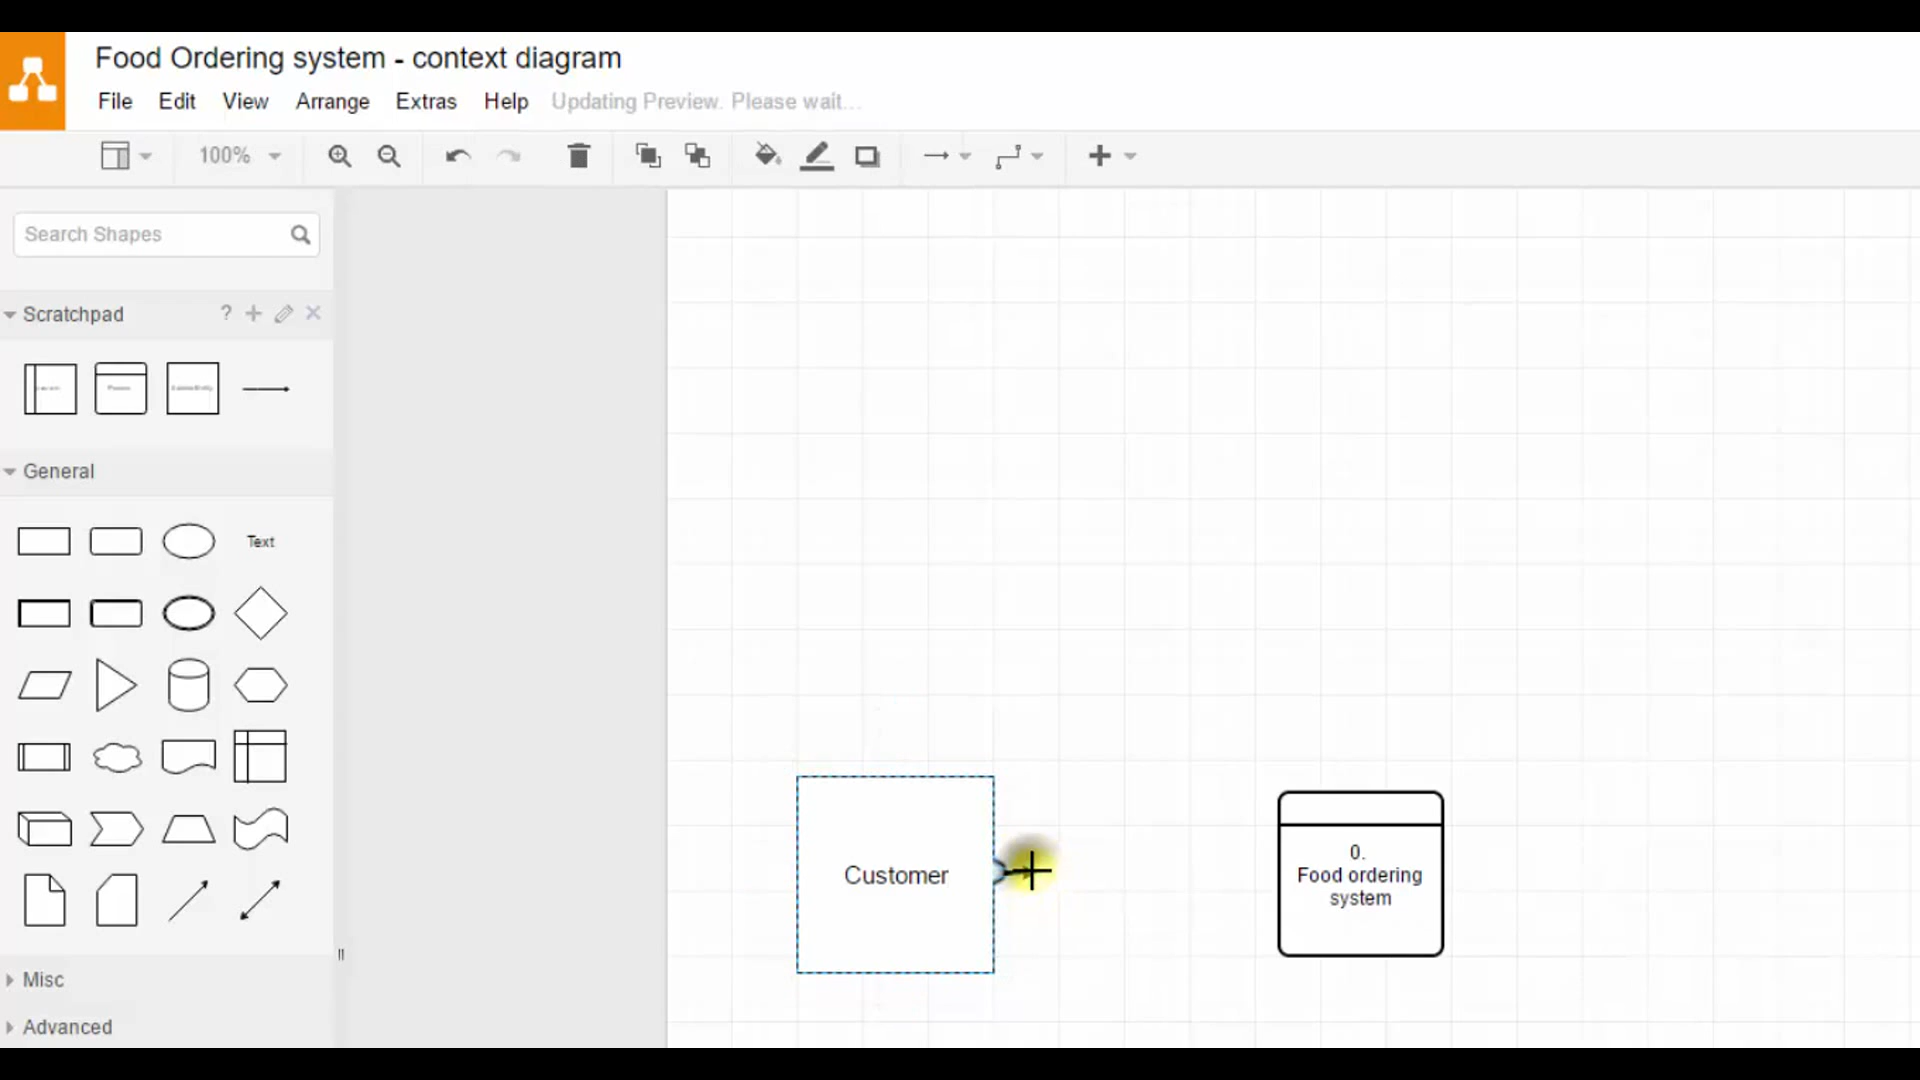 Food Ordering system - context diagram
File Edit View Arrange Extras Help Updating Preview. Please wait...
100%
Search Shapes
Scratchpad ?
General
Text
Customer
0.
Food ordering
system
Misc
Advanced